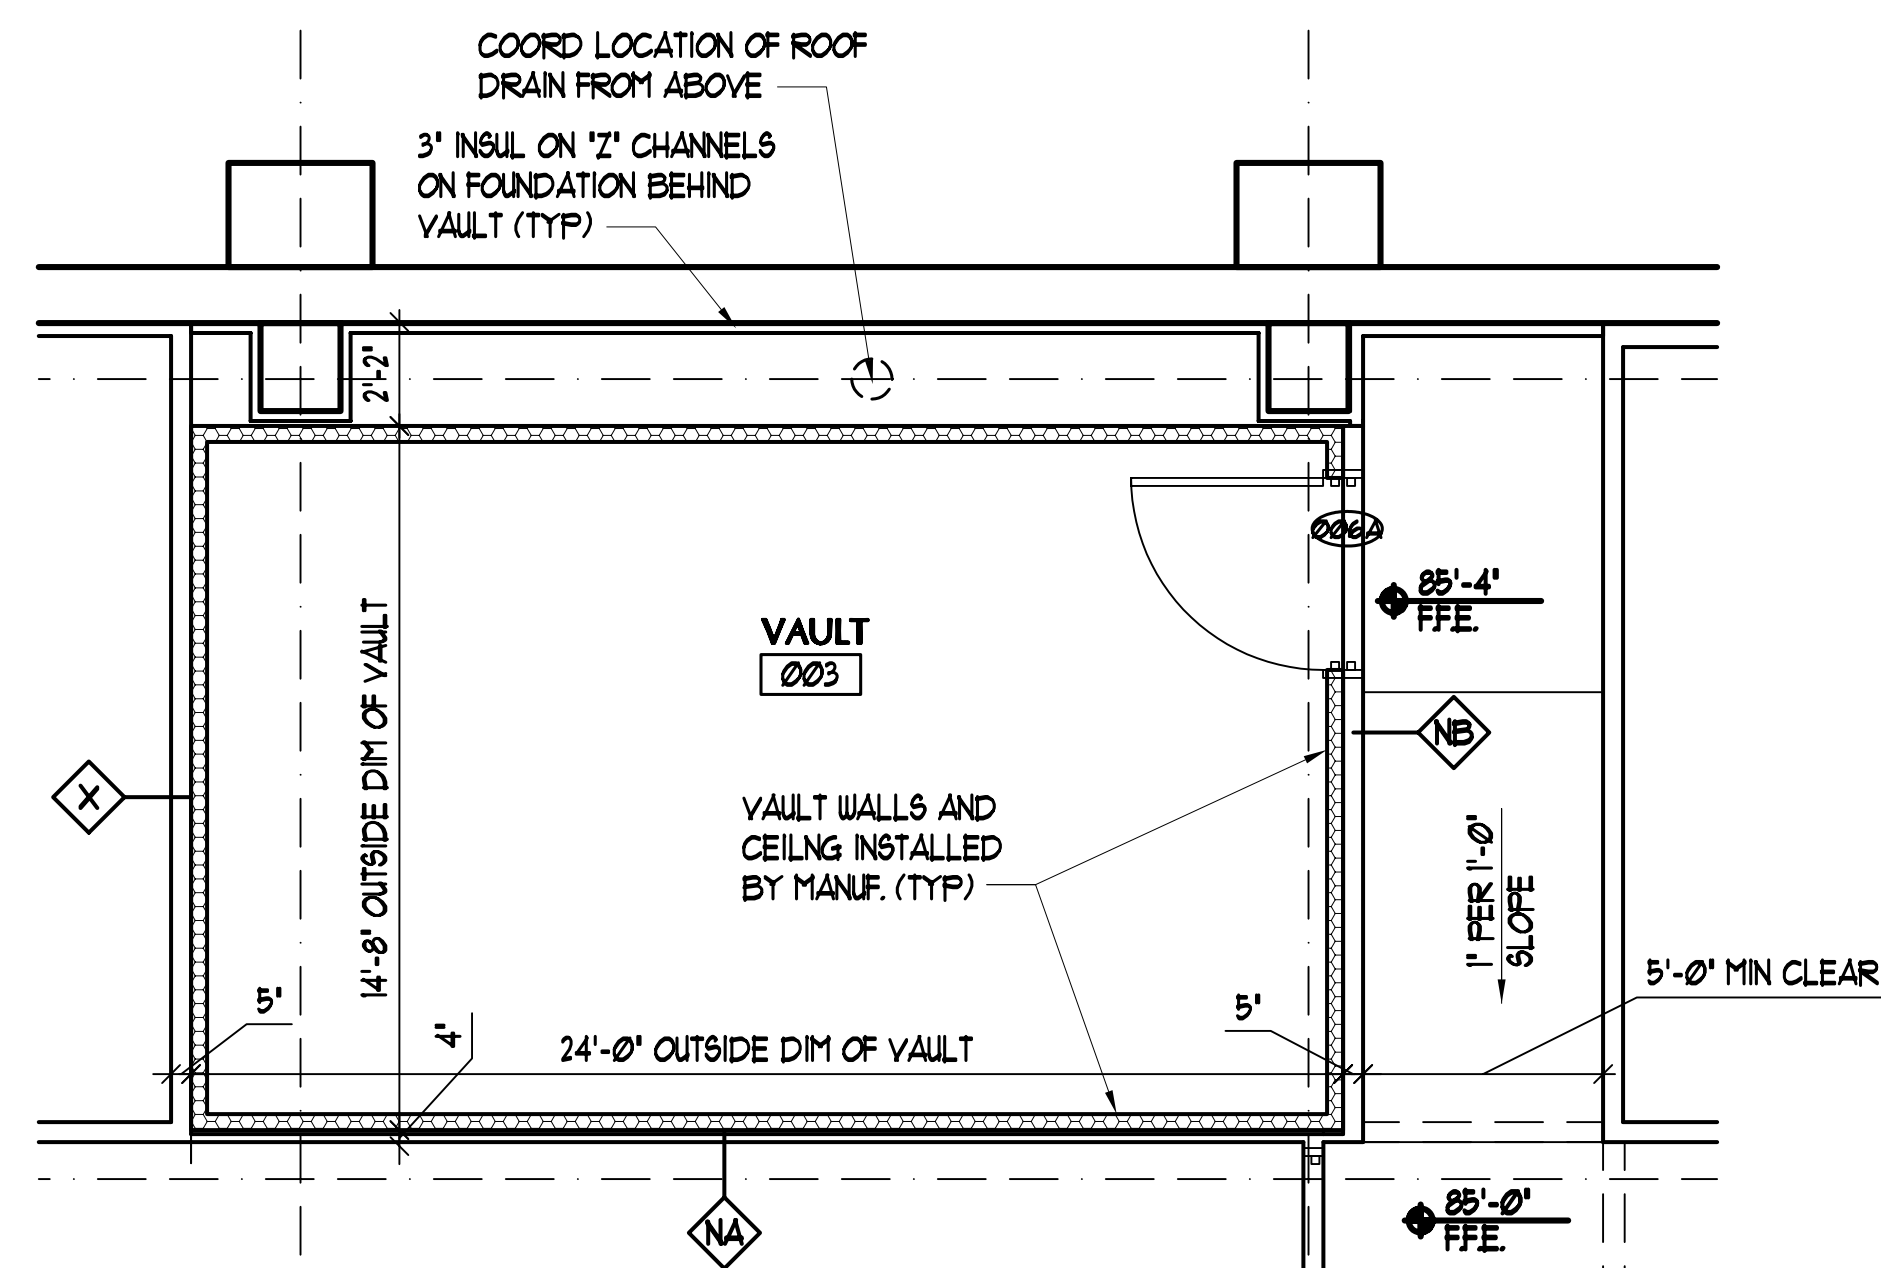 COORD LOCATION OF ROOF
DRAIN FROM ABOVE
3" INSUL ON "Z" CHANNELS
ON FOUNDATION BEHIND
VAULT (TYP)
2'-2"
006A
85'-4"
F.F.E.
VAULT
003
14'-8" OUTSIDE DIM OF VAULT
NB
X
VAULT WALLS AND
CEILNG INSTALLED
BY MANUF. (TYP)
1" PER 1'-0"
SLOPE
5'-0" MIN CLEAR
5"
4"
24'-0" OUTSIDE DIM OF VAULT
5"
NA
85'-0"
F.F.E.